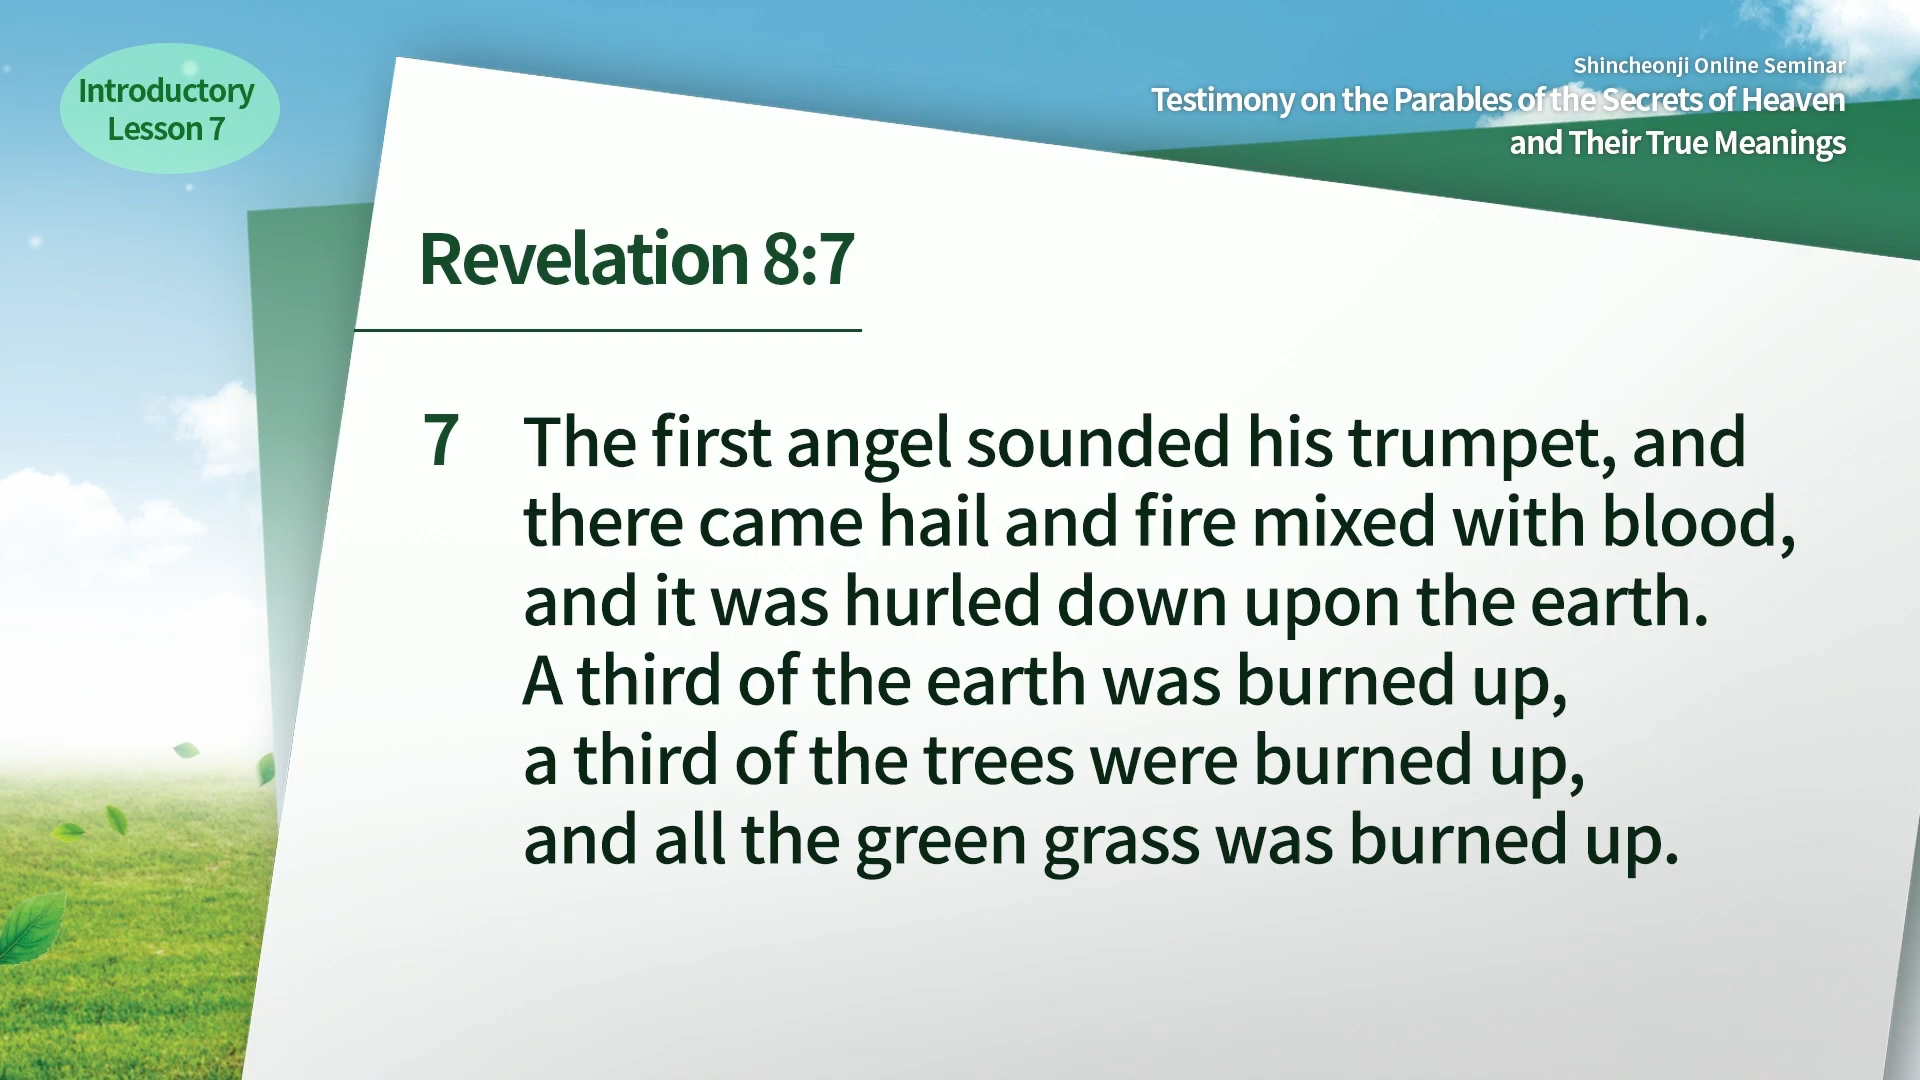 Introductory
Lesson 7
Shincheonji Online Seminar
Testimony on the Parables of the Secrets of Heaven
and Their True Meanings
Revelation 8:7
7 The first angel sounded his trumpet, and
there came hail and fire mixed with blood,
and it was hurled down upon the earth.
A third of the earth was burned up,
a third of the trees were burned up,
and all the green grass was burned up.